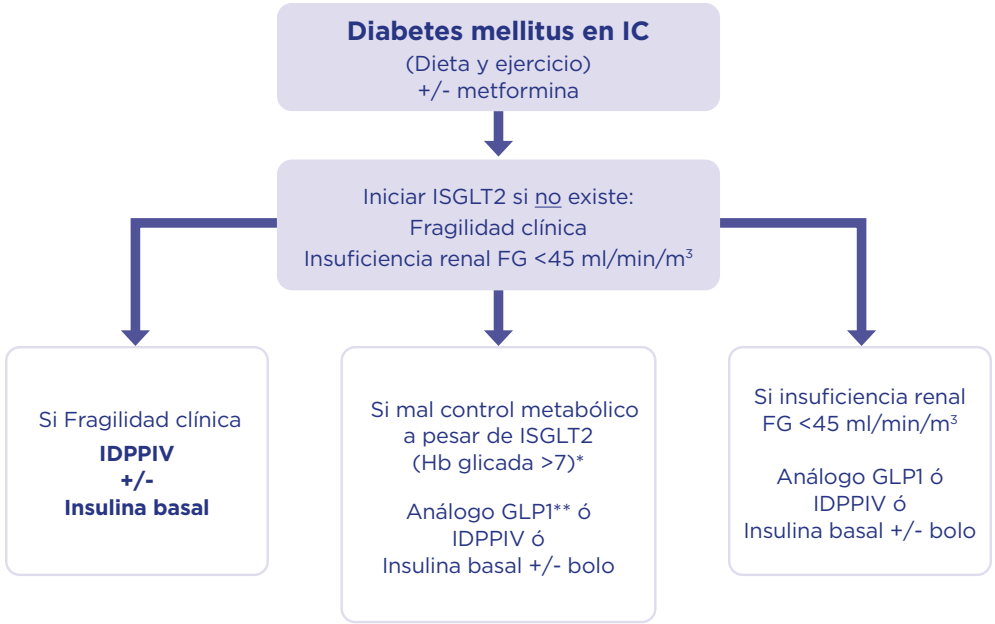 Diabetes mellitus en IC
(Dieta y ejercicio)
+/- metformina
Iniciar ISGLT2 si no existe:
Fragilidad clínica
Insuficiencia renal FG <45 ml/min/m³
Si Fragilidad clínica
IDPPIV
+/-
Insulina basal
Si mal control metabólico
a pesar de ISGLT2
(Hb glicada >7)*
Análogo GLP1** ó
IDPPIV ó
Insulina basal +/- bolo
Si insuficiencia renal
FG <45 ml/min/m³
Análogo GLP1 ó
IDPPIV ó
Insulina basal +/- bolo